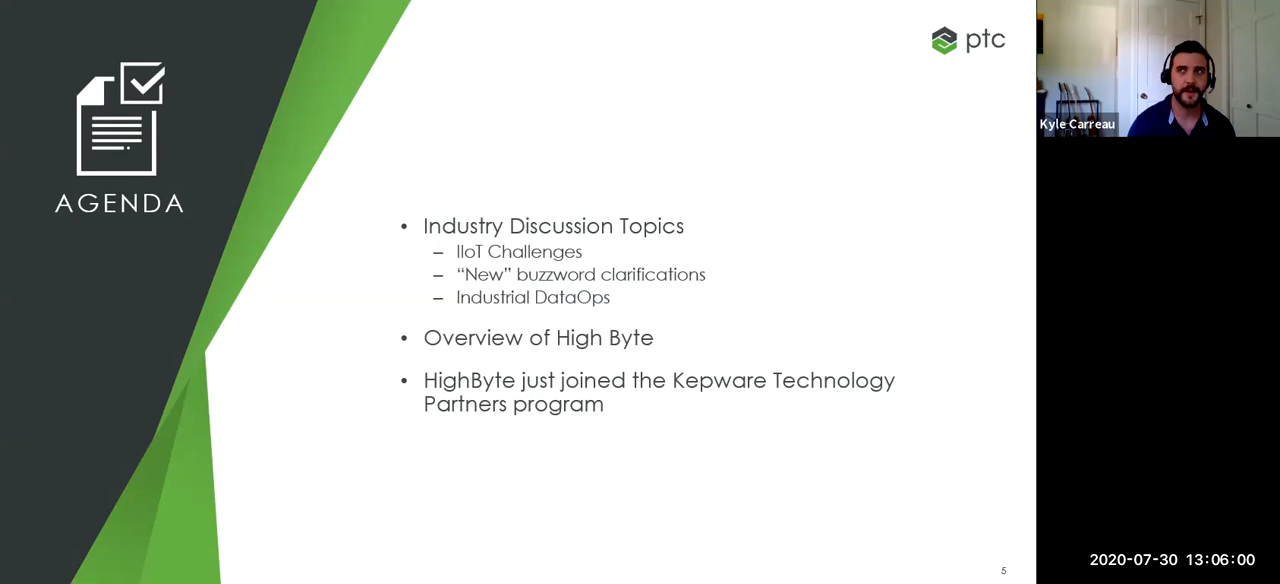 AGENDA
ptc
• Industry Discussion Topics
– IIoT Challenges
– “New” buzzword clarifications
– Industrial DataOps
• Overview of High Byte
• HighByte just joined the Kepware Technology
Partners program
5
Kyle Carreau
2020-07-30 13:06:00